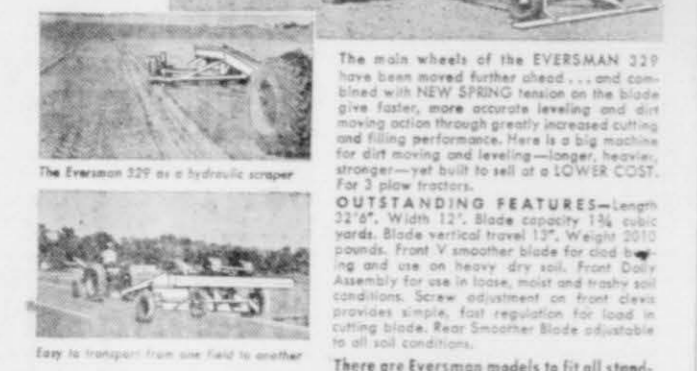 The Eversman 329 as a hydraulic scraper
Easy to transport from one field to another
The main wheels of the EVERSMAN 329
have been moved further ahead . . . and com-
bined with NEW SPRING tension on the blade
give faster, more accurate leveling and dirt
moving action through greatly increased cutting
and filling performance. Here is a big machine
for dirt moving and leveling—longer, heavier,
stronger—yet built to sell at a LOWER COST.
For 3 plow tractors.
OUTSTANDING FEATURES—Length
32'6". Width 12'. Blade capacity 1¾ cubic
yards. Blade vertical travel 13". Weight 2010
pounds. Front V smoother blade for clod
ing and use on heavy dry soil. Front Dolly
Assembly for use in loose, moist and trashy soil
conditions. Screw adjustment on front clevis
provides simple, fast regulation for load in
cutting blade. Rear Smoother Blade adjustable
to all soil conditions.
There are Eversman models to fit all stand-